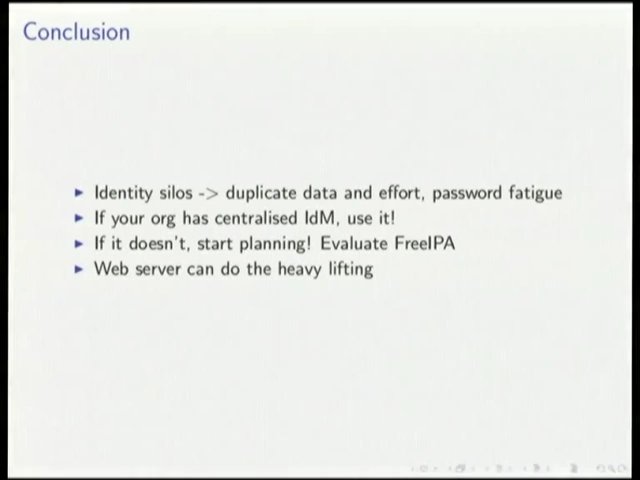 Conclusion
Identity silos -> duplicate data and effort, password fatigue
If your org has centralised IdM, use it!
If it doesn't, start planning! Evaluate FreeIPA
Web server can do the heavy lifting